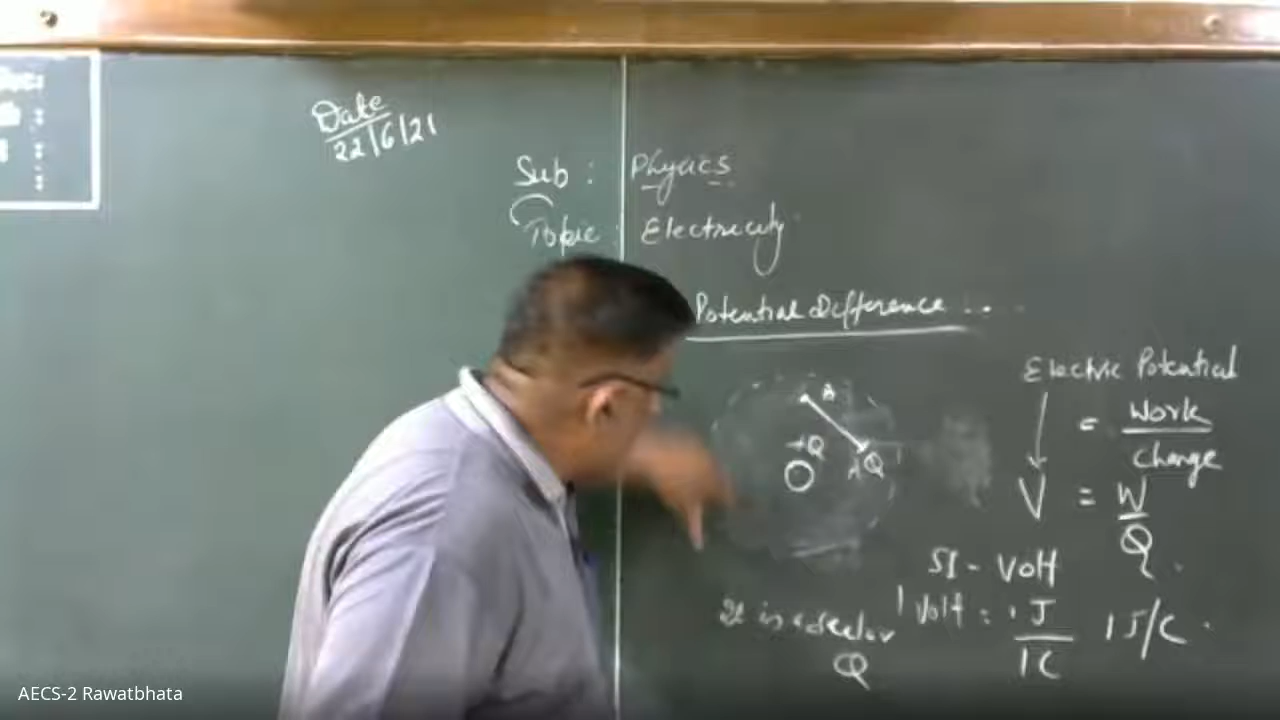 Date
22/6/21
Sub : Physics
Topic : Electricity
Potential Difference ...
Electric Potential
= Work
Charge
V = W
Q
A
+Q
Q
SI - Volt
1 Volt = 1 J
1C
1 J/C
It is a scalar
Q
AECS-2 Rawatbhata